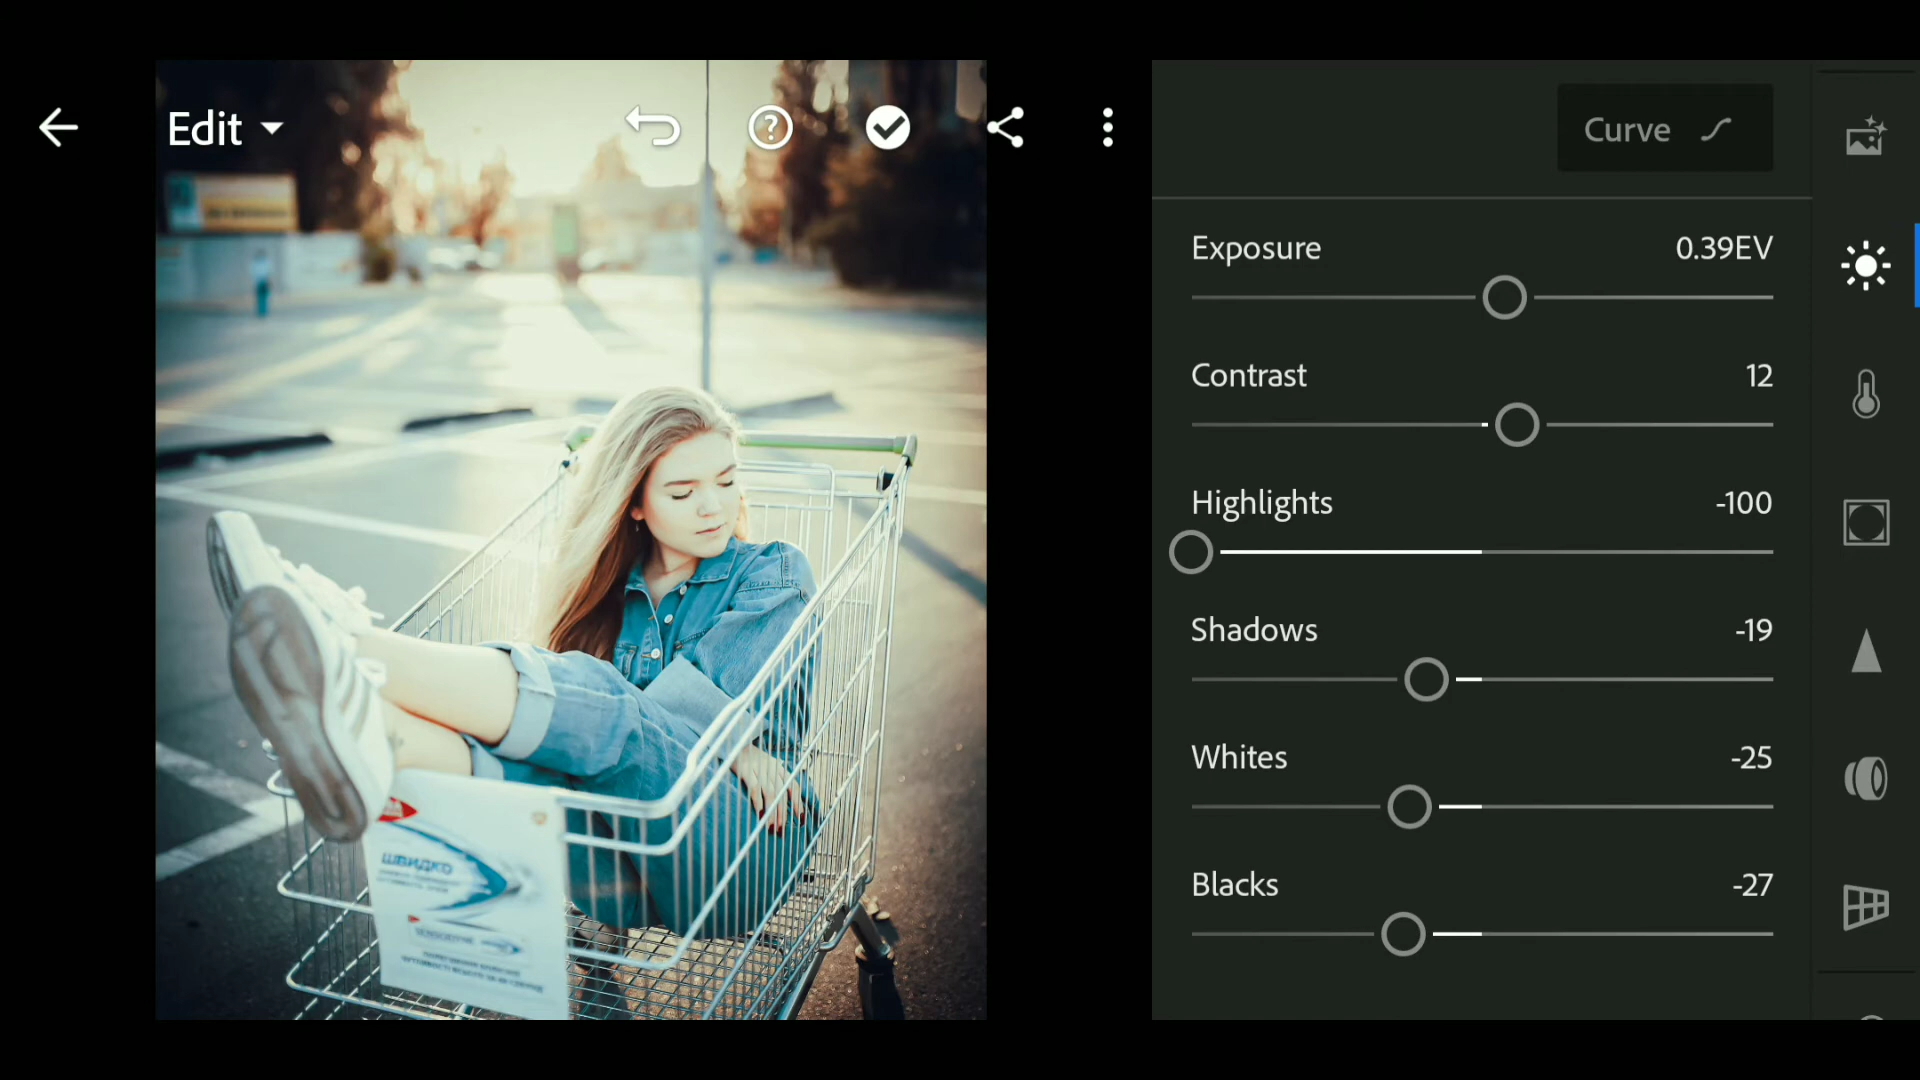 Edit
Curve
Exposure 0.39EV
Contrast 12
Highlights -100
Shadows -19
Whites -25
Blacks -27
ШВИДКО